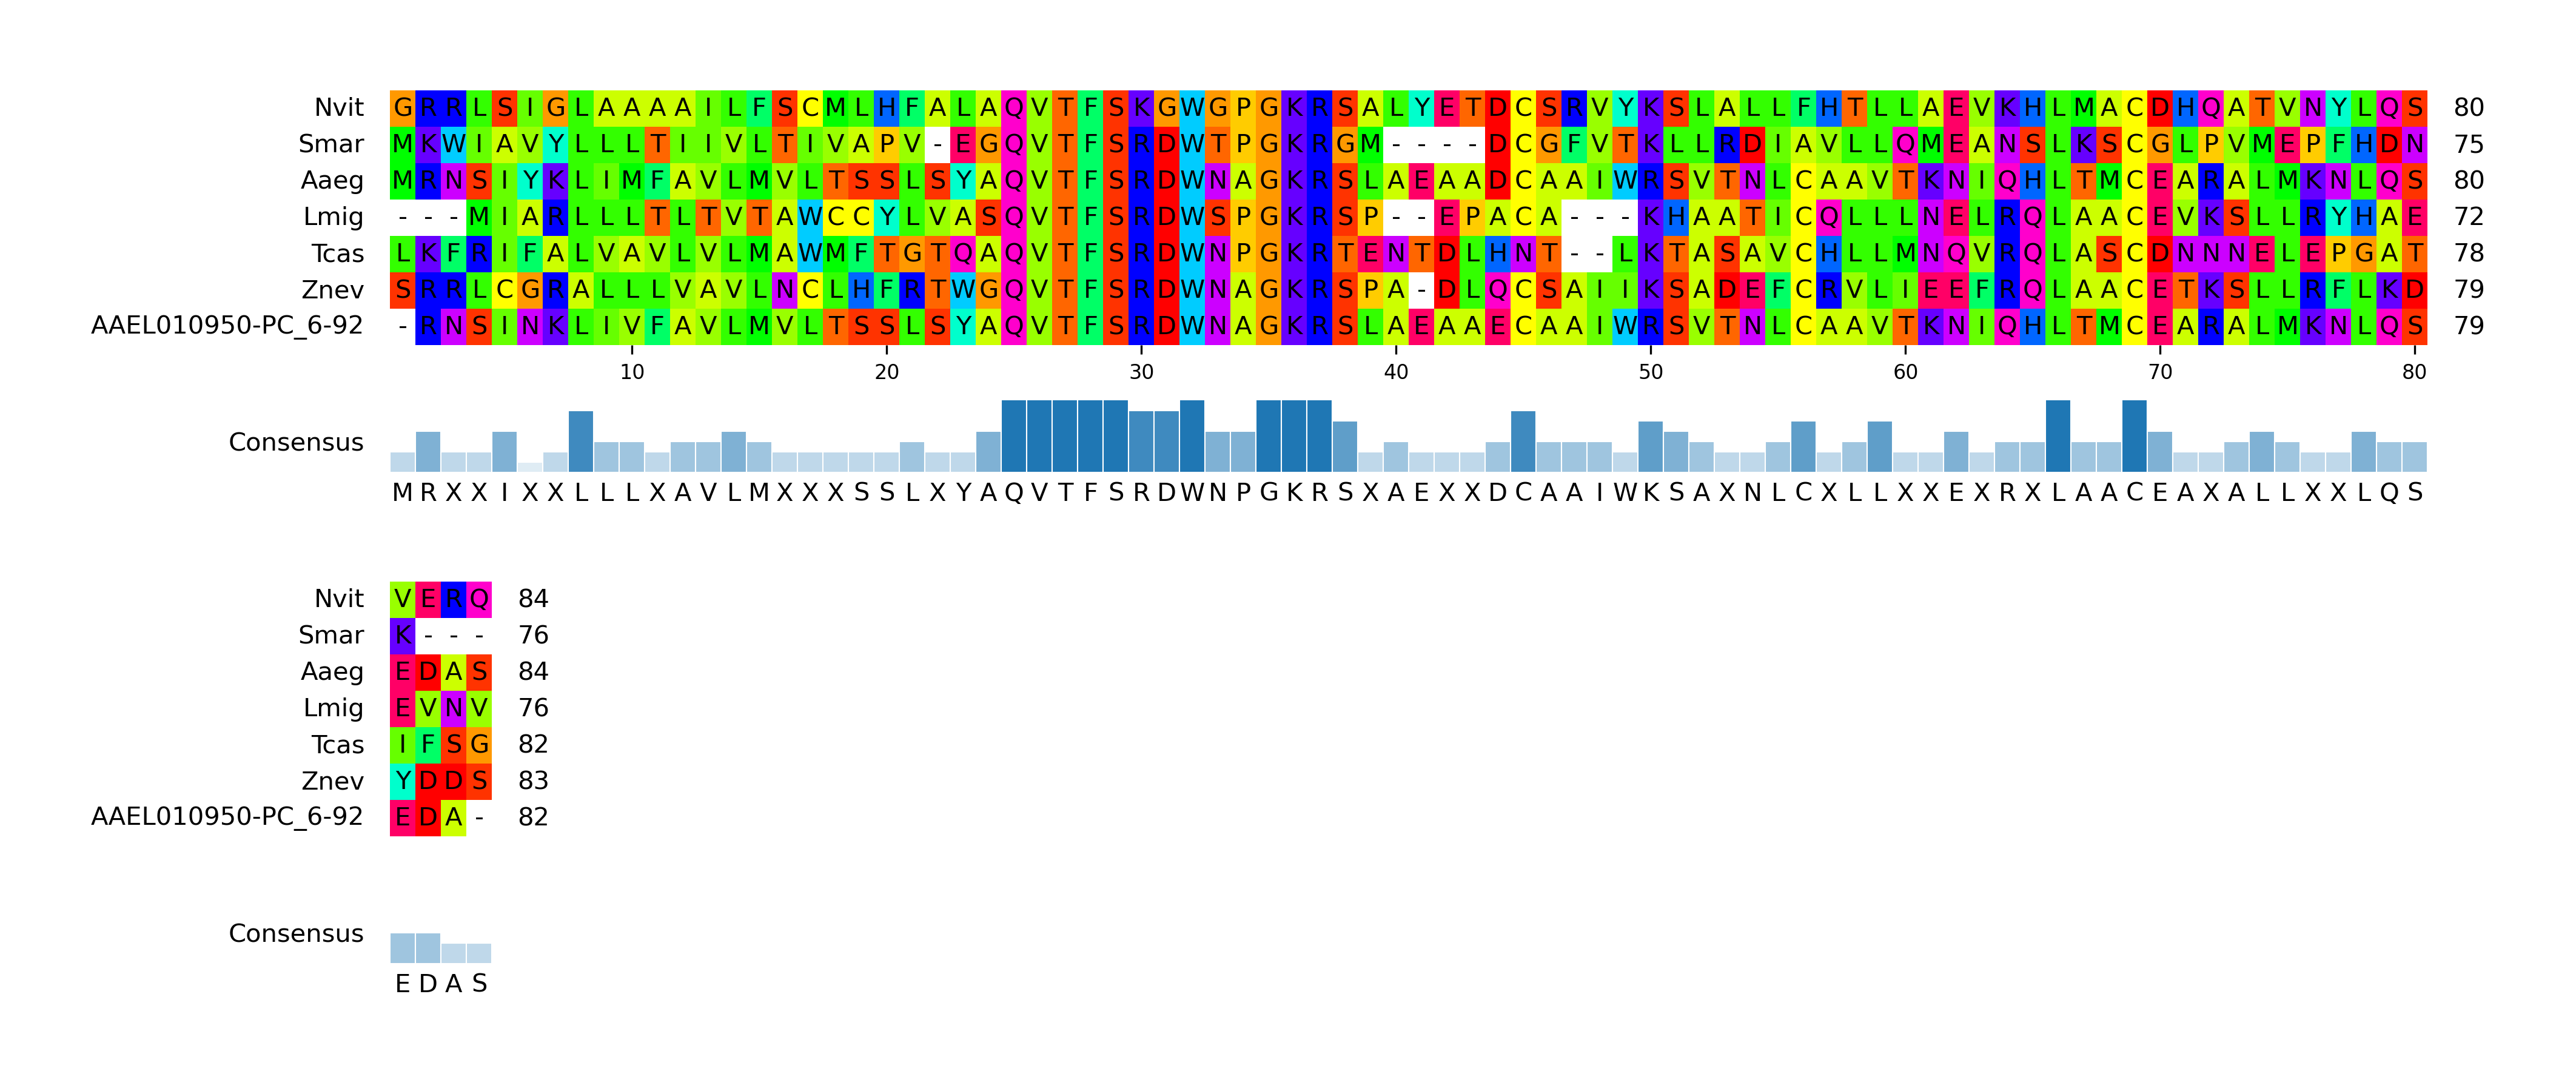 Nvit GRRLSIGLAAAAILFSCMLHFALAQVTFSKGWGPGKRSALYETDCSRVYKSLALLFHTLLAEVKHLMACDHQATVNYLQS 80
Smar MKWIAVYLLLTIIVLTIVAPV-EGQVTFSRDWTPGKRGM----DCGFVTKLLRDIAVLLQMEANSLKSCGLPVMEPFHDN 75
Aaeg MRNSIYKLIMFAVLMVLTSSLSYAQVTFSRDWNAGKRSLAEAADCAAIWRSVTNLCAAVTKNIQHLTMCEARALMKNLQS 80
Lmig ---MIARLLLTLTVTAWCCYLVASQVTFSRDWSPGKRSP--EPACA---KHAATICQLLLNELRQLAACEVKSLLRYHAE 72
Tcas LKFRIFALVAVLVLMAWMFTGTQAQVTFSRDWNPGKRTENTDLHNT--LKTASAVCHLLMNQVRQLASCDNNNELEPGAT 78
Znev SRRLCGRALLLVAVLNCLHFRTWGQVTFSRDWNAGKRSPA-DLQCSAIIKSADEFCRVLIEEFRQLAACETKSLLRFLKD 79
AAEL010950-PC_6-92 -RNSINKLIVFAVLMVLTSSLSYAQVTFSRDWNAGKRSLAEAAECAAIWRSVTNLCAAVTKNIQHLTMCEARALMKNLQS 79
10 20 30 40 50 60 70 80
Consensus
MRXXIXXLLLXAVLMXXXSSLXYAQVTFSRDWNPGKRSXAEXXDCAAIWKSAXNLCXLLXXEXRXLAACEAXALLXXLQS
Nvit VERQ 84
Smar K--- 76
Aaeg EDAS 84
Lmig EVNV 76
Tcas IFSG 82
Znev YDDS 83
AAEL010950-PC_6-92 EDA- 82
Consensus
EDAS